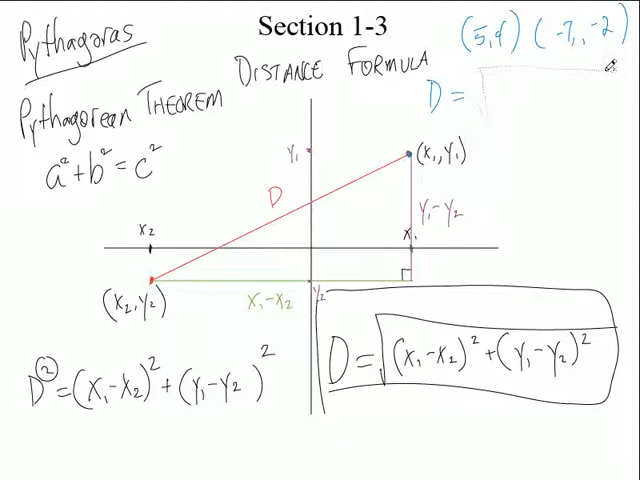 Section 1-3
Pythagoras
(5,4) (-7,-2)
DISTANCE FORMULA
D =
Pythagorean THEOREM
a² + b² = c²
Y₁
(X₁, Y₁)
D
Y₁-Y₂
X₂
X₁
(X₂, Y₂)
X₁-X₂
Y₂
D² = (X₁-X₂)² + (Y₁-Y₂)²
D = √(X₁-X₂)² + (Y₁-Y₂)²